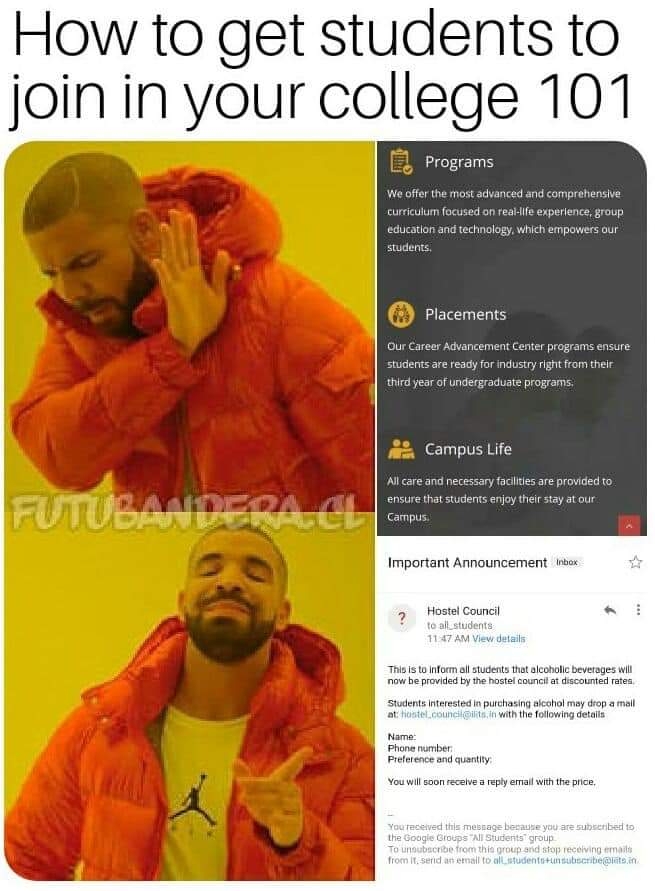 How to get students to
join in your college 101
Programs
We offer the most advanced and comprehensive
curriculum focused on real-life experience, group
education and technology, which empowers our
students.
Placements
Our Career Advancement Center programs ensure
students are ready for industry right from their
third year of undergraduate programs.
Campus Life
All care and necessary facilities are provided to
ensure that students enjoy their stay at our
Campus.
FUTUBANDERA.CL
Important Announcement Inbox
?
Hostel Council
to all_students
11:47 AM View details
This is to inform all students that alcoholic beverages will
now be provided by the hostel council at discounted rates.
Students interested in purchasing alcohol may drop a mail
at: hostel_council@iiits.in with the following details
Name:
Phone number:
Preference and quantity:
You will soon receive a reply email with the price.
--
You received this message because you are subscribed to
the Google Groups "All Students" group.
To unsubscribe from this group and stop receiving emails
from it, send an email to all_students+unsubscribe@iiits.in.